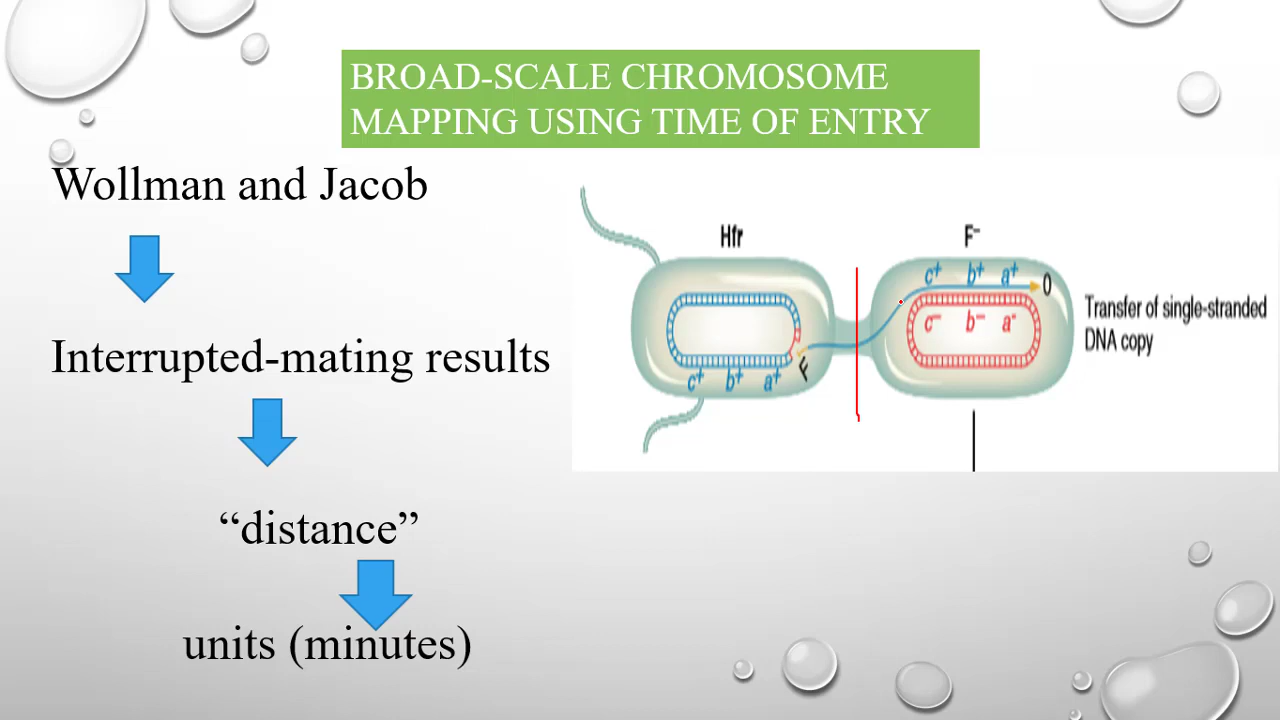 BROAD-SCALE CHROMOSOME
MAPPING USING TIME OF ENTRY
Wollman and Jacob
Interrupted-mating results
“distance”
units (minutes)
Hfr
F⁻
c⁺ b⁺ a⁺ 0
c⁻ b⁻ a⁻
F
c⁺ b⁺ a⁺
Transfer of single-stranded
DNA copy